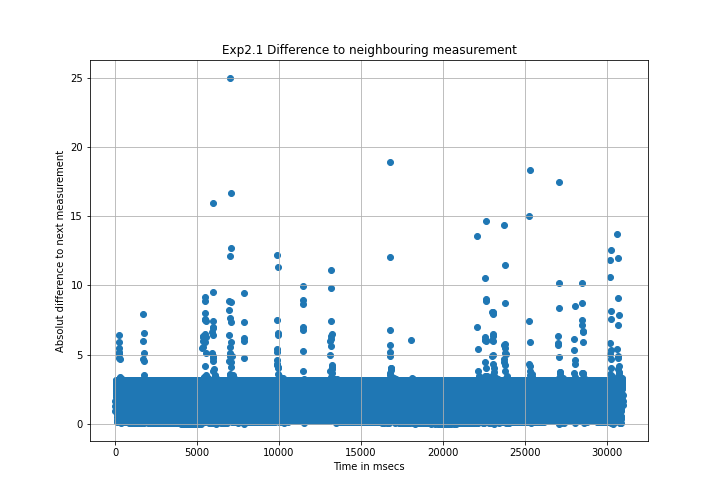 Exp2.1 Difference to neighbouring measurement
Absolut difference to next measurement
25
20
15
10
5
0
0 5000 10000 15000 20000 25000 30000
Time in msecs